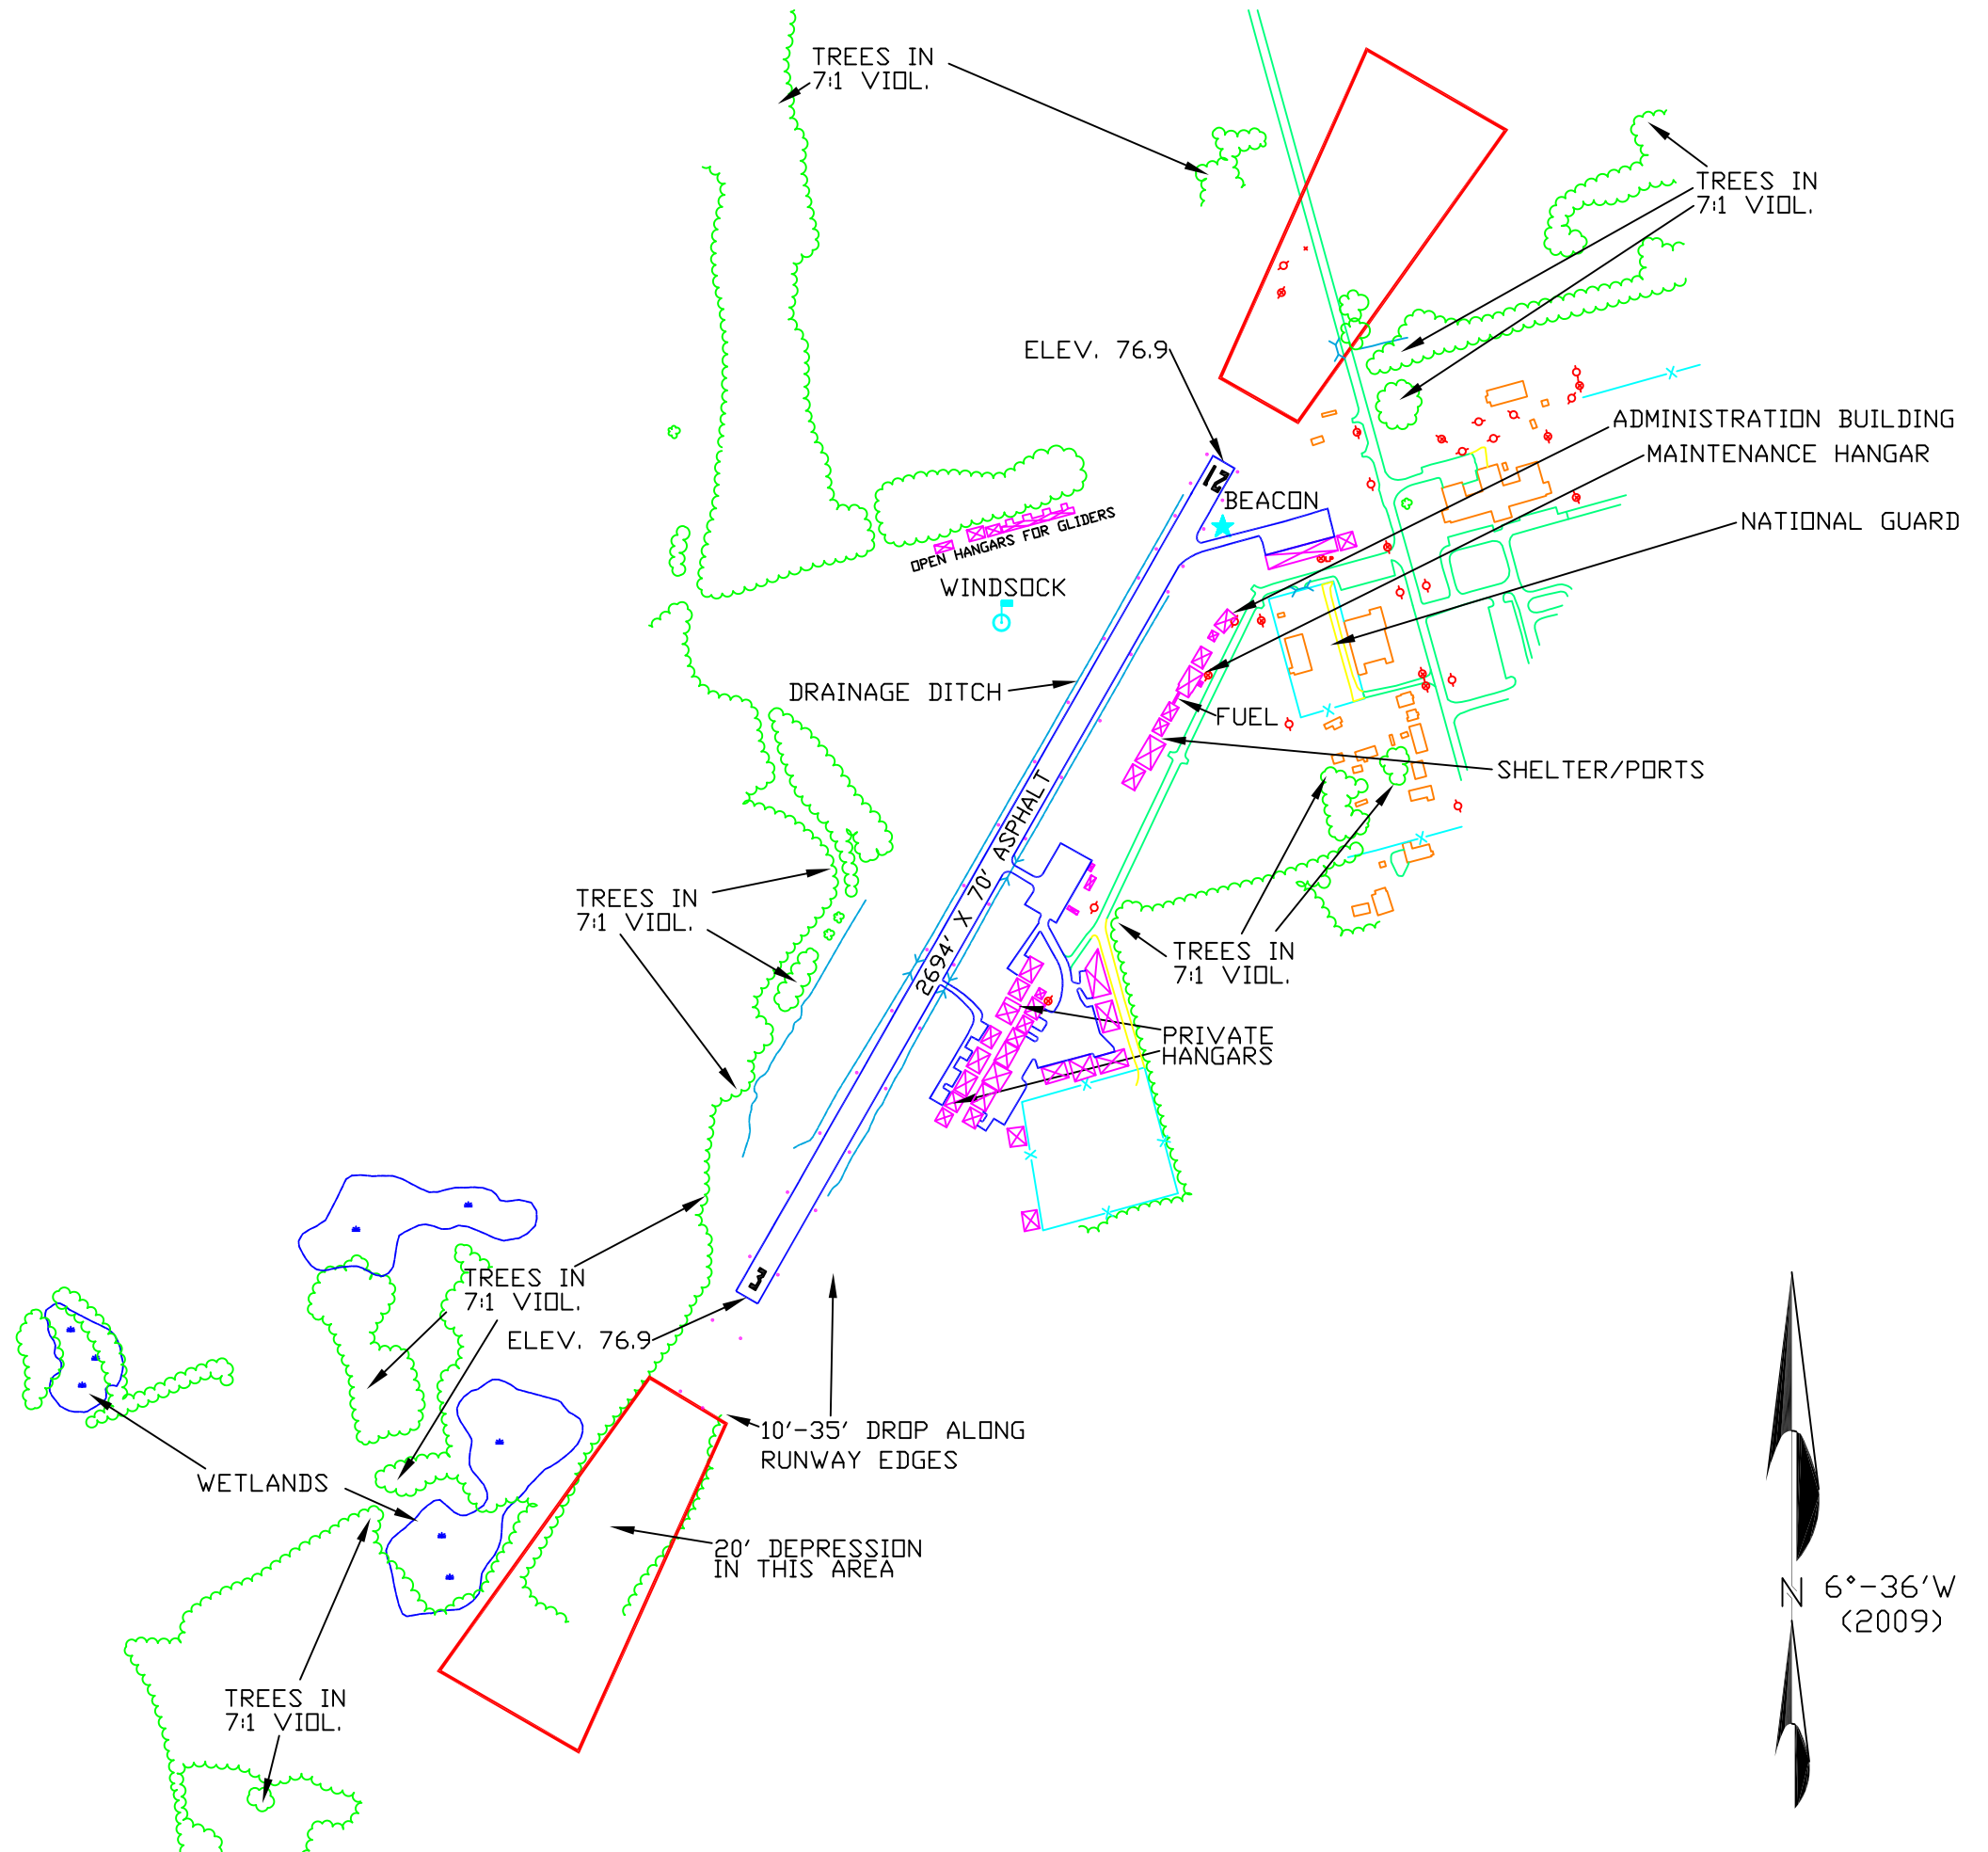 TREES IN
7:1 VIOL.
TREES IN
7:1 VIOL.
ELEV. 76.9
ADMINISTRATION BUILDING
MAINTENANCE HANGAR
21
BEACON
NATIONAL GUARD
OPEN HANGARS FOR GLIDERS
LP
WINDSOCK
DRAINAGE DITCH
FUEL
SHELTER/PORTS
2694' X 70' ASPHALT
TREES IN
7:1 VIOL.
TREES IN
7:1 VIOL.
PRIVATE
HANGARS
TREES IN
7:1 VIOL.
3
ELEV. 76.9
10'-35' DROP ALONG
RUNWAY EDGES
WETLANDS
20' DEPRESSION
IN THIS AREA
N 6°-36'W
(2009)
TREES IN
7:1 VIOL.